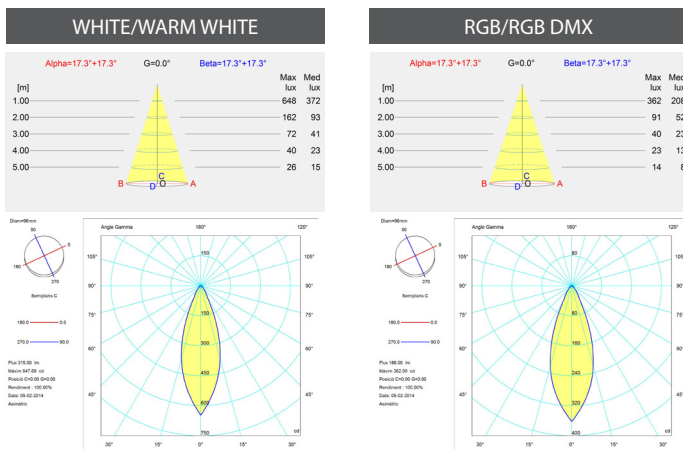 WHITE/WARM WHITE
Alpha=17.3°+17.3° G=0.0° Beta=17.3°+17.3°
Max Med
[m] lux lux
1.00 648 372
2.00 162 93
3.00 72 41
4.00 40 23
5.00 26 15
B D C O A
Diam=96mm
90
0
180
270
Semiplans C
180.0 0.0
270.0 90.0
Flux 315.00 lm
Màxim 647.69 cd
Posició C=0.00 G=0.00
Rendiment : 100.00%
Data: 05-02-2014
Asimètric
Angle Gamma 180° 120°
105° 150 105°
90° 90°
75° 150 75°
300
60° 60°
450
45° 45°
600
750 cd
30° 15° 0° 15° 30°
RGB/RGB DMX
Alpha=17.3°+17.3° G=0.0° Beta=17.3°+17.3°
Max Med
[m] lux lux
1.00 362 208
2.00 91 52
3.00 40 23
4.00 23 13
5.00 14 8
B D C O A
Diam=96mm
90
0
180
270
Semiplans C
180.0 0.0
270.0 90.0
Flux 186.00 lm
Màxim 362.00 cd
Posició C=0.00 G=0.00
Rendiment : 100.00%
Data: 05-02-2014
Asimètric
Angle Gamma 180° 120°
105° 80 105°
90° 90°
75° 80 75°
160
60° 60°
240
45° 45°
320
400 cd
30° 15° 0° 15° 30°